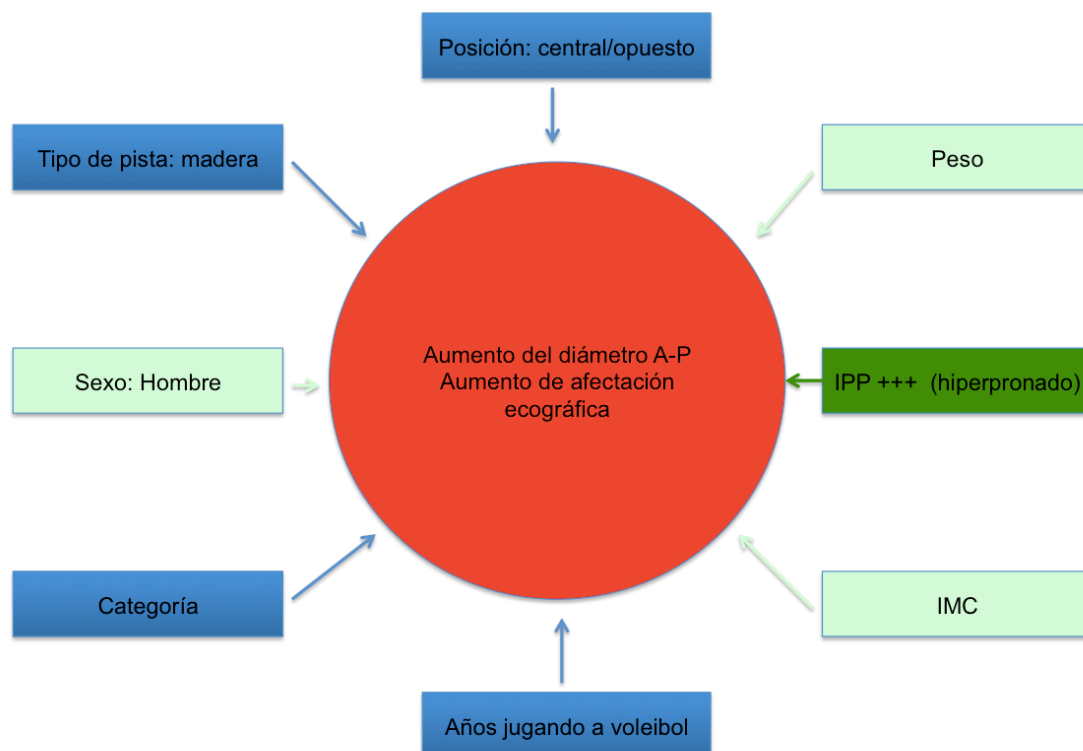 Posición: central/opuesto
Tipo de pista: madera
Peso
Aumento del diámetro A-P
Aumento de afectación
ecográfica
Sexo: Hombre
IPP +++  (hiperpronado)
Categoría
IMC
Años jugando a voleibol